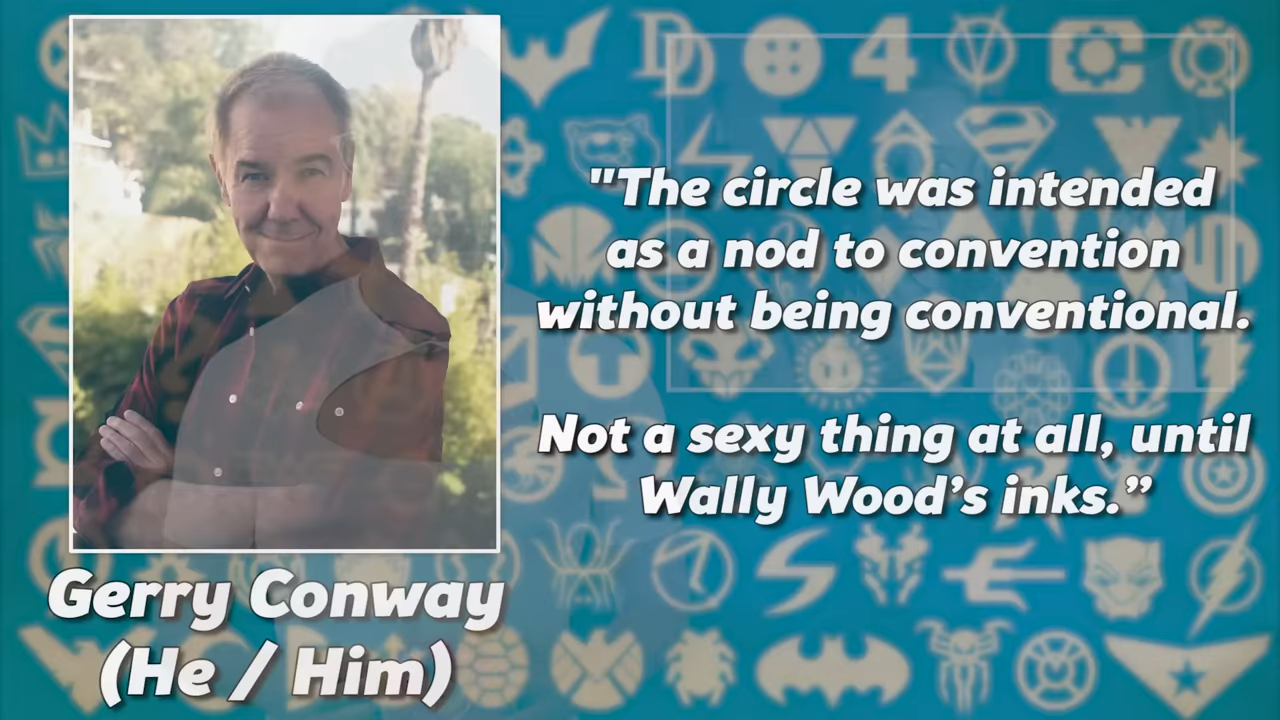 "The circle was intended
as a nod to convention
without being conventional.
Not a sexy thing at all, until
Wally Wood’s inks.”
Gerry Conway
(He / Him)